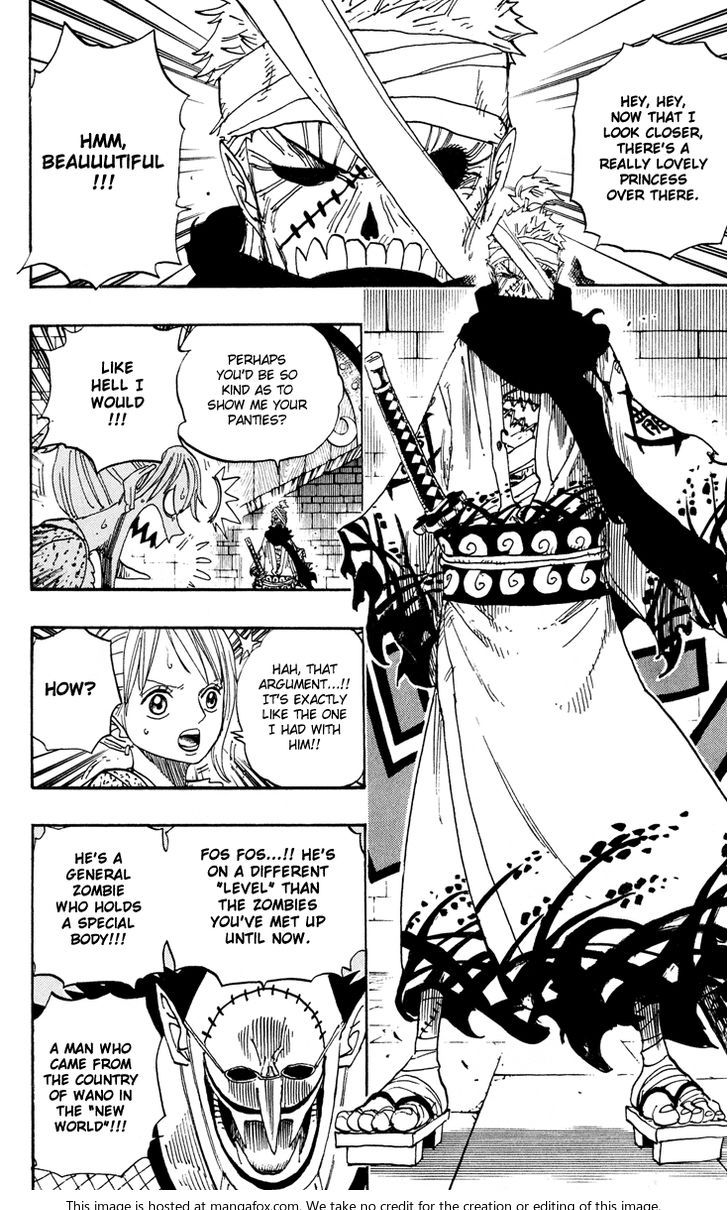 HEY, HEY,
NOW THAT I
LOOK CLOSER,
THERE'S A
REALLY LOVELY
PRINCESS
OVER THERE.
HMM,
BEAUUUTIFUL
!!!
PERHAPS
YOU'D BE SO
KIND AS TO
SHOW ME YOUR
PANTIES?
LIKE
HELL I
WOULD
!!!
HAH, THAT
ARGUMENT...!!
IT'S EXACTLY
LIKE THE ONE
I HAD WITH
HIM!!
HOW?
FOS FOS...!! HE'S
ON A DIFFERENT
"LEVEL" THAN
THE ZOMBIES
YOU'VE MET UP
UNTIL NOW.
HE'S A
GENERAL
ZOMBIE
WHO HOLDS
A SPECIAL
BODY!!!
A MAN WHO
CAME FROM
THE COUNTRY
OF WANO IN
THE "NEW
WORLD"!!!
This image is hosted at mangafox.com. We take no credit for the creation or editing of this image.